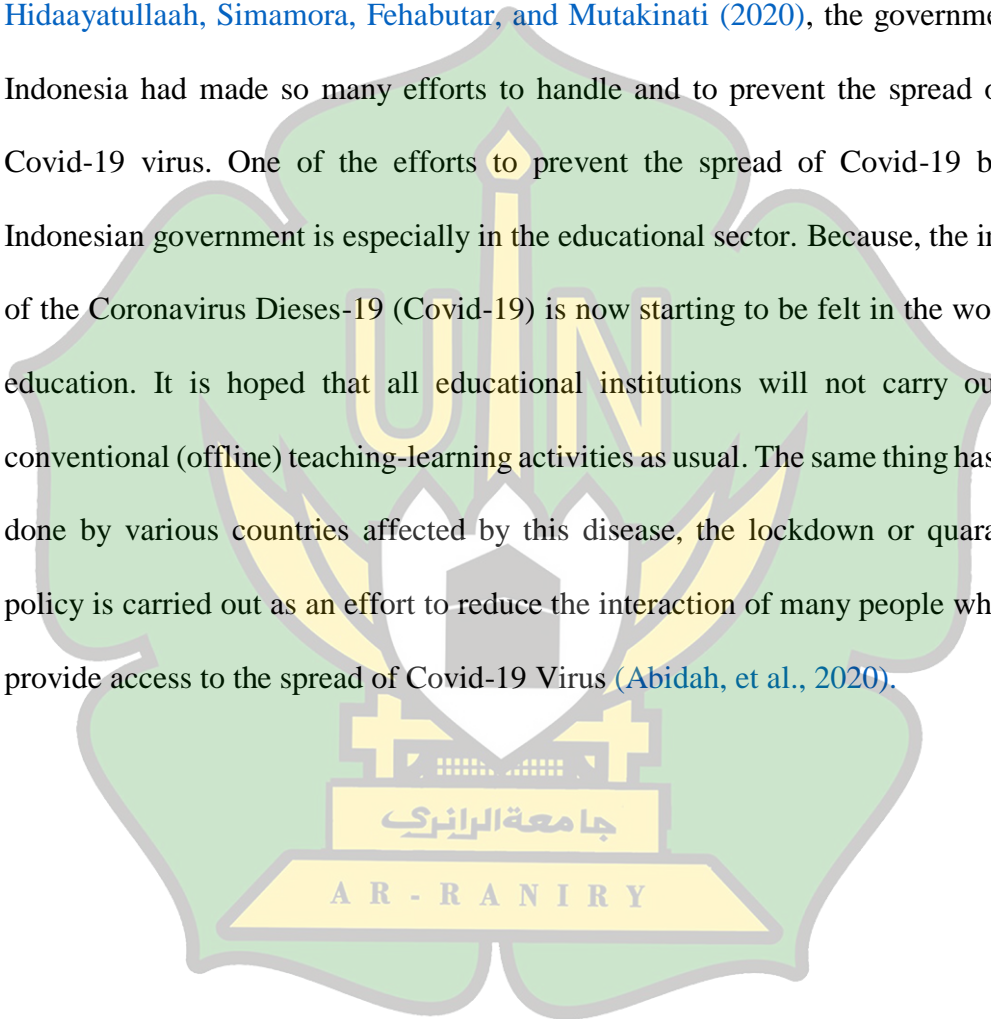 Hidaayatullaah, Simamora, Fehabutar, and Mutakinati (2020), the governme
Indonesia had made so many efforts to handle and to prevent the spread o
Covid-19 virus. One of the efforts to prevent the spread of Covid-19 b
Indonesian government is especially in the educational sector. Because, the in
of the Coronavirus Dieses-19 (Covid-19) is now starting to be felt in the wo
education. It is hoped that all educational institutions will not carry ou
conventional (offline) teaching-learning activities as usual. The same thing has
done by various countries affected by this disease, the lockdown or quara
policy is carried out as an effort to reduce the interaction of many people wh
provide access to the spread of Covid-19 Virus (Abidah, et al., 2020).
UIN
جامعة الرانري
AR-RANIRY